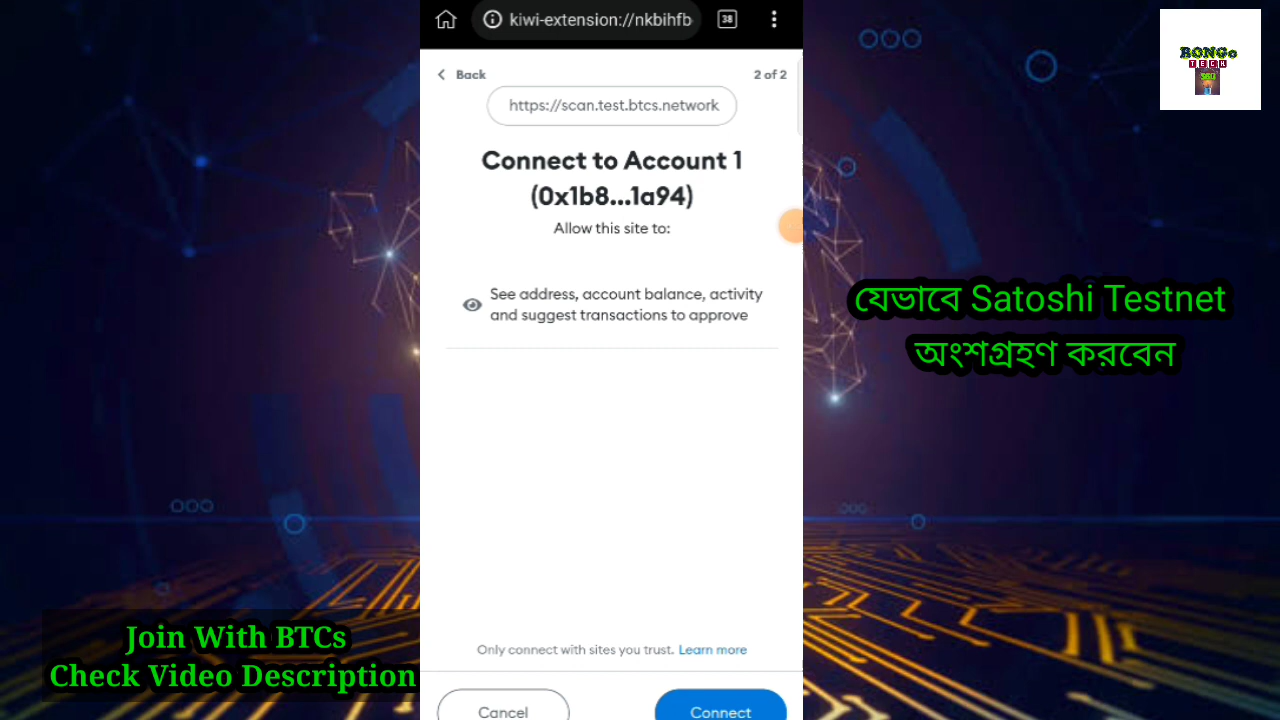 38
kiwi-extension://nkbihfb
Back
2 of 2
https://scan.test.btcs.network
Connect to Account 1
(0x1b8...1a94)
Allow this site to:
See address, account balance, activity
and suggest transactions to approve
Only connect with sites you trust. Learn more
Cancel
Connect
BONGo
TECH
যেভাবে Satoshi Testnet
অংশগ্রহণ করবেন
Join With BTCs
Check Video Description